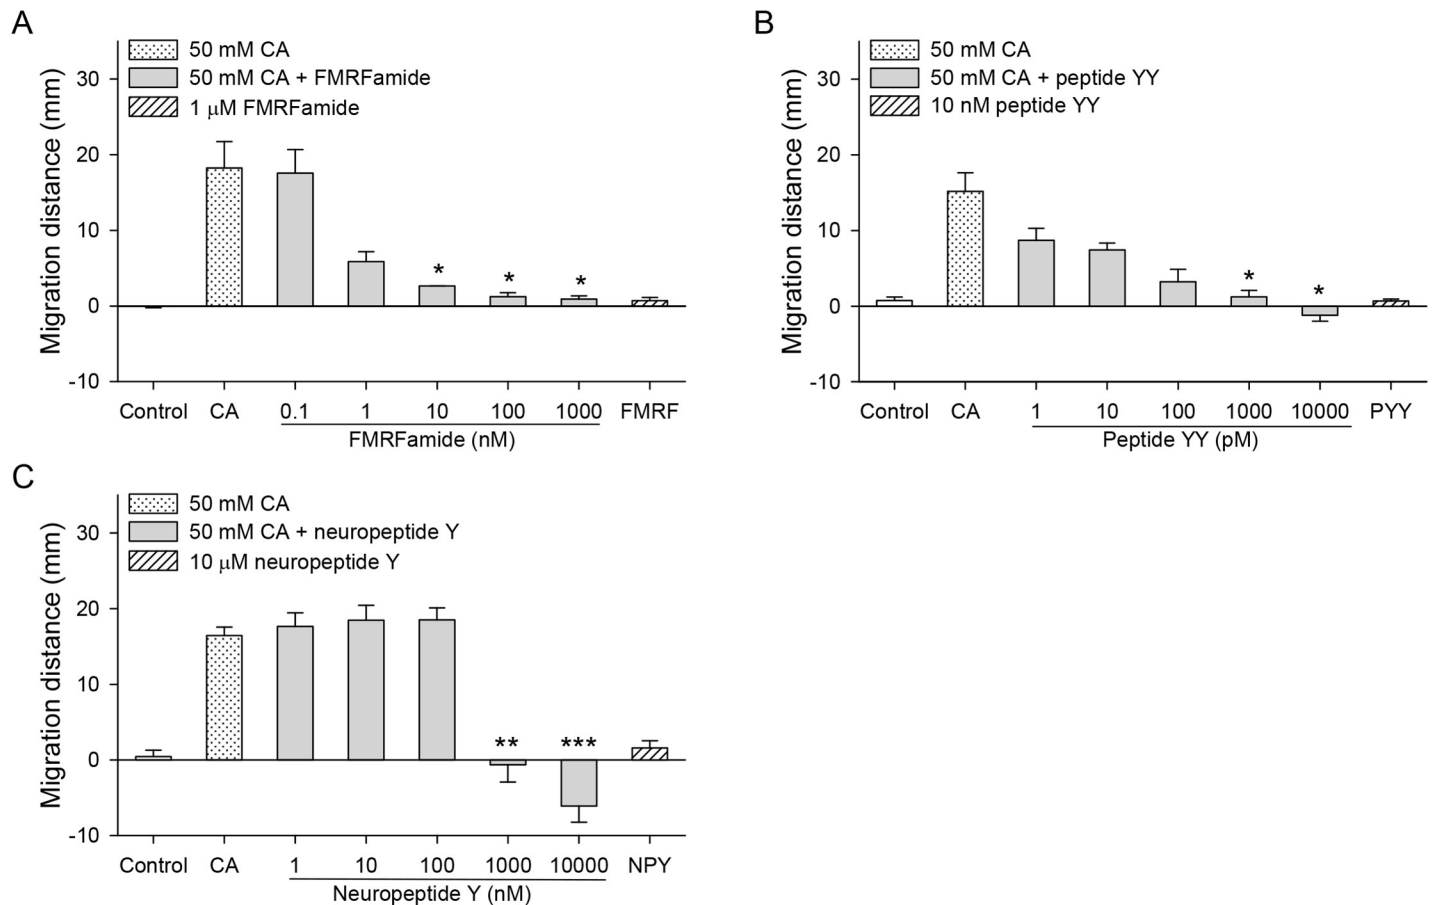 A
50 mM CA
50 mM CA + FMRFamide
1 μM FMRFamide
Migration distance (mm)
30
20
10
0
-10
Control CA 0.1 1 10 100 1000 FMRF
FMRFamide (nM)
* * *
B
50 mM CA
50 mM CA + peptide YY
10 nM peptide YY
Migration distance (mm)
30
20
10
0
-10
Control CA 1 10 100 1000 10000 PYY
Peptide YY (pM)
* *
C
50 mM CA
50 mM CA + neuropeptide Y
10 μM neuropeptide Y
Migration distance (mm)
30
20
10
0
-10
Control CA 1 10 100 1000 10000 NPY
Neuropeptide Y (nM)
** ***